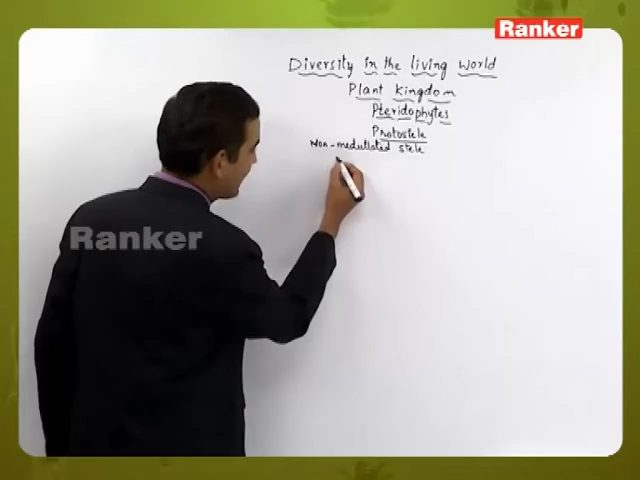 Ranker
Diversity in the living world
Plant kingdom
Pteridophytes
Protostele
Non-medullated stele
Ranker